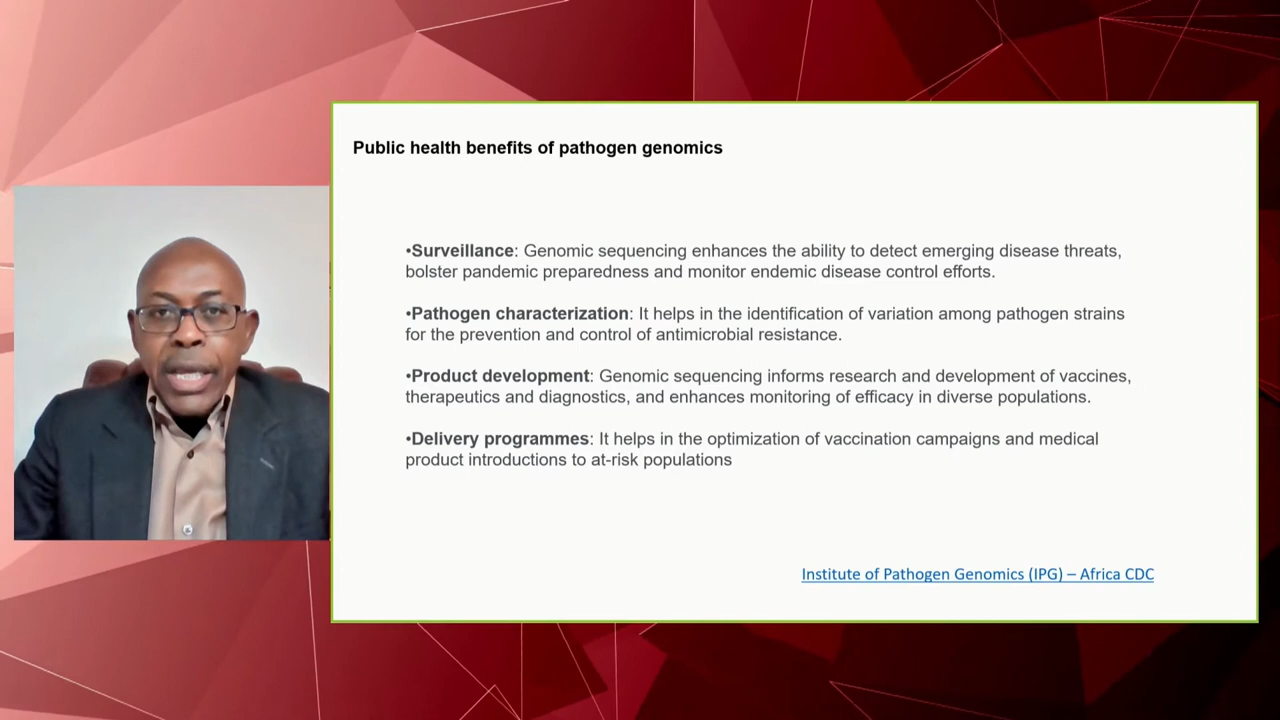 Public health benefits of pathogen genomics
•Surveillance: Genomic sequencing enhances the ability to detect emerging disease threats,
bolster pandemic preparedness and monitor endemic disease control efforts.
•Pathogen characterization: It helps in the identification of variation among pathogen strains
for the prevention and control of antimicrobial resistance.
•Product development: Genomic sequencing informs research and development of vaccines,
therapeutics and diagnostics, and enhances monitoring of efficacy in diverse populations.
•Delivery programmes: It helps in the optimization of vaccination campaigns and medical
product introductions to at-risk populations
Institute of Pathogen Genomics (IPG) – Africa CDC